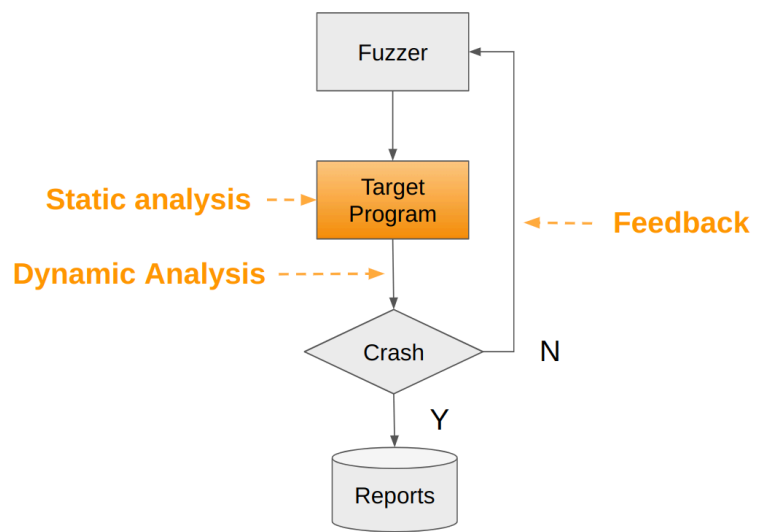 Fuzzer
Static analysis
Target
Program
Feedback
Dynamic Analysis
Crash
N
Y
Reports